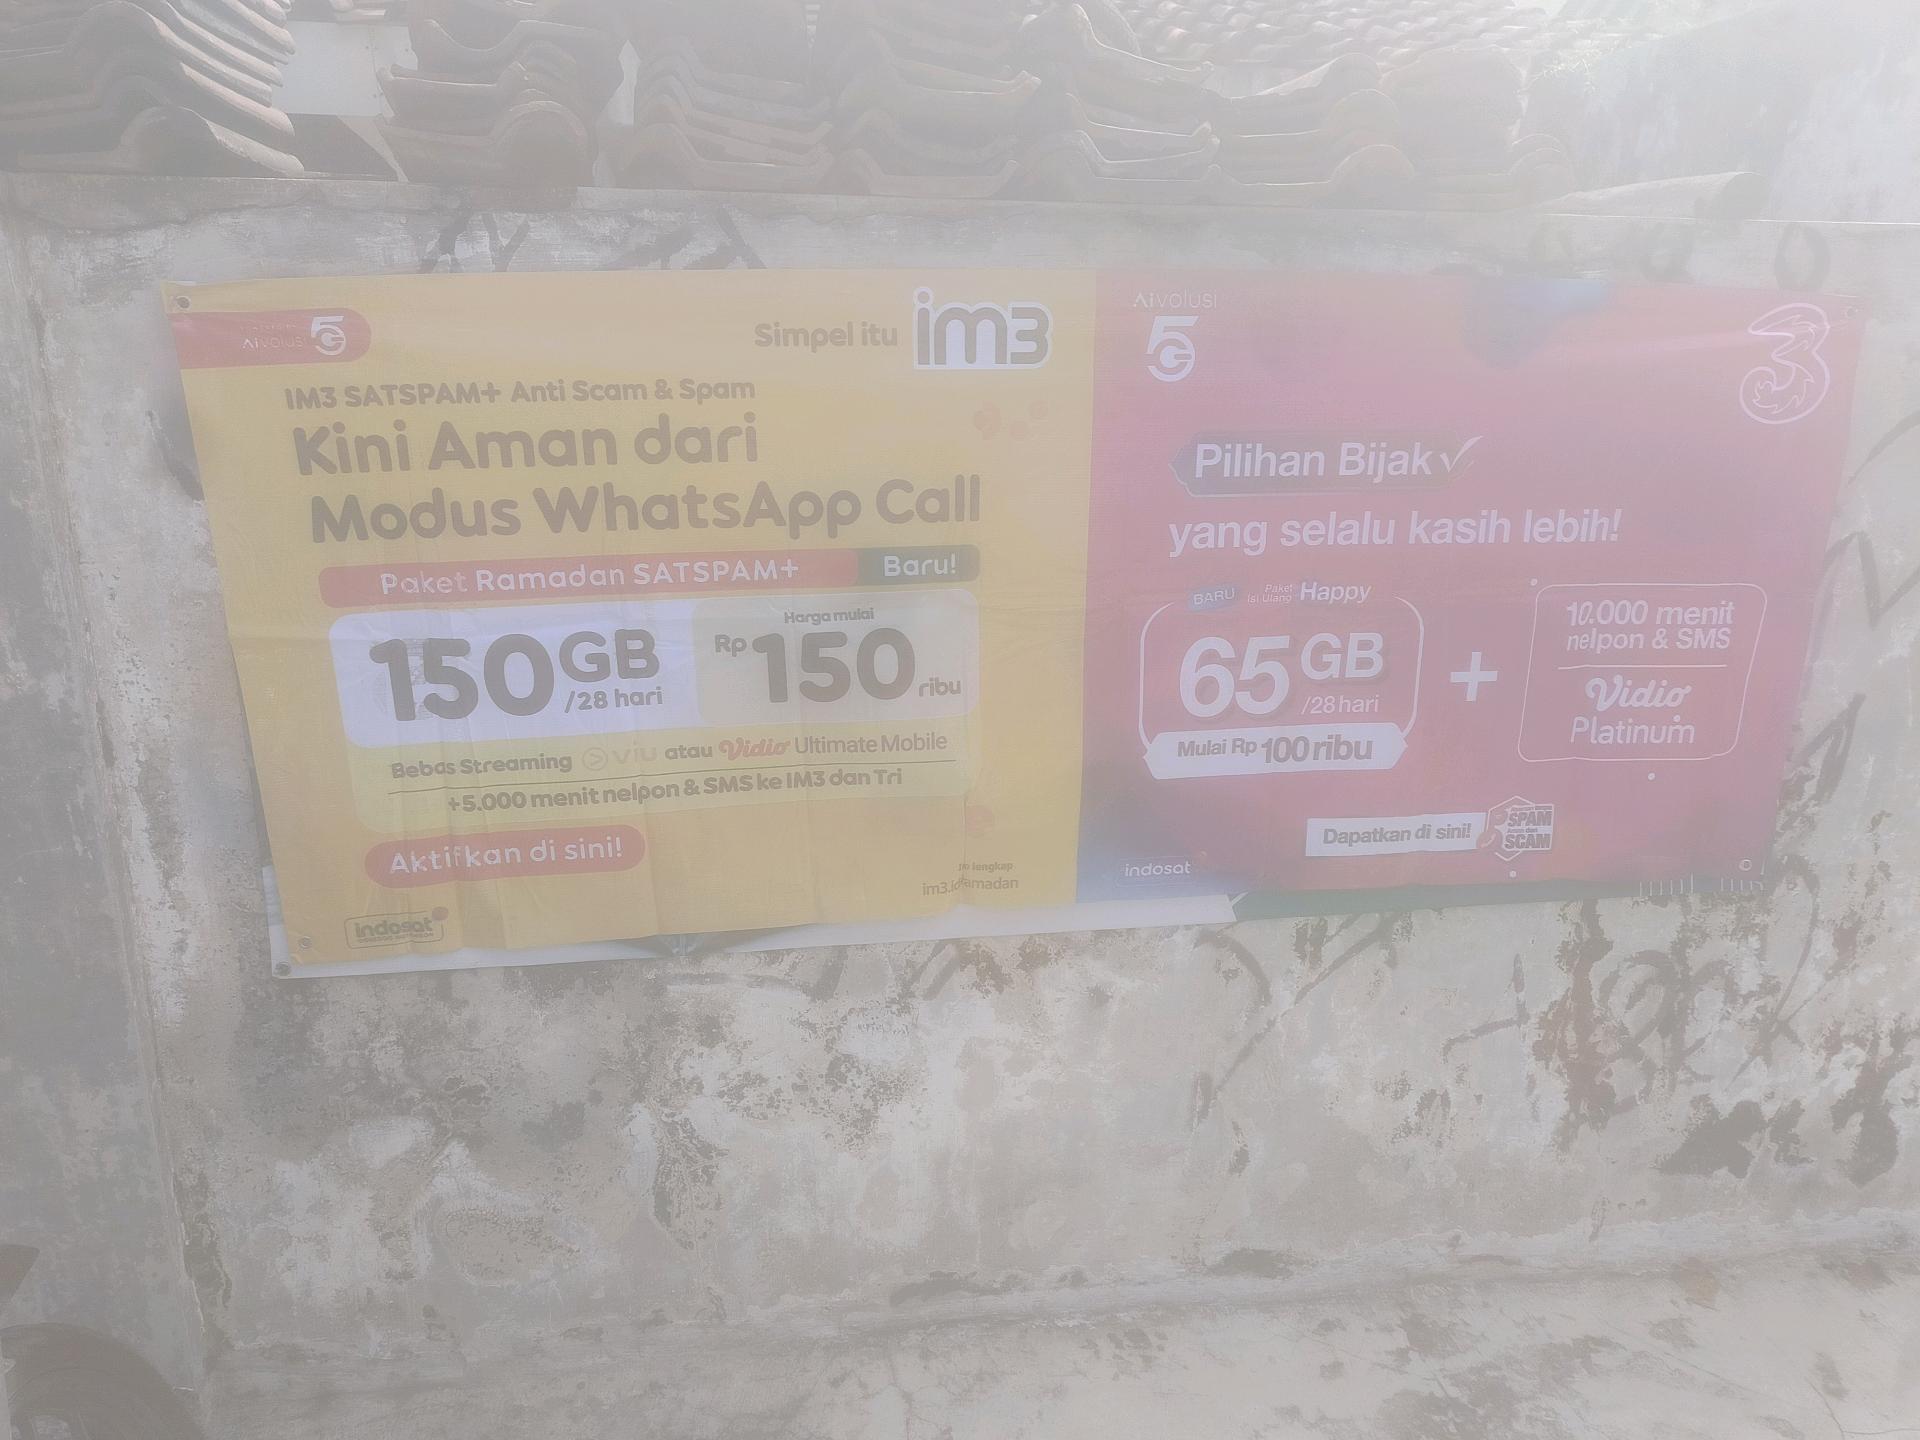 Aivolusi 5G
Simpel itu im3
IM3 SATSPAM+ Anti Scam & Spam
Kini Aman dari
Modus WhatsApp Call
Paket Ramadan SATSPAM+ Baru!
150GB /28 hari
Harga mulai
Rp 150 ribu
Bebas Streaming viu atau Vidio Ultimate Mobile
+5.000 menit nelpon & SMS ke IM3 dan Tri
Aktifkan di sini!
lengkap
indosat
Aivolusi
5G
3
Pilihan Bijak
yang selalu kasih lebih!
BARU Paket Isi Ulang Happy
65GB /28 hari
Mulai Rp 100 ribu
+
10.000 menit
nelpon & SMS
Vidio
Platinum
Dapatkan di sini!
SPAM
SCAM
indosat